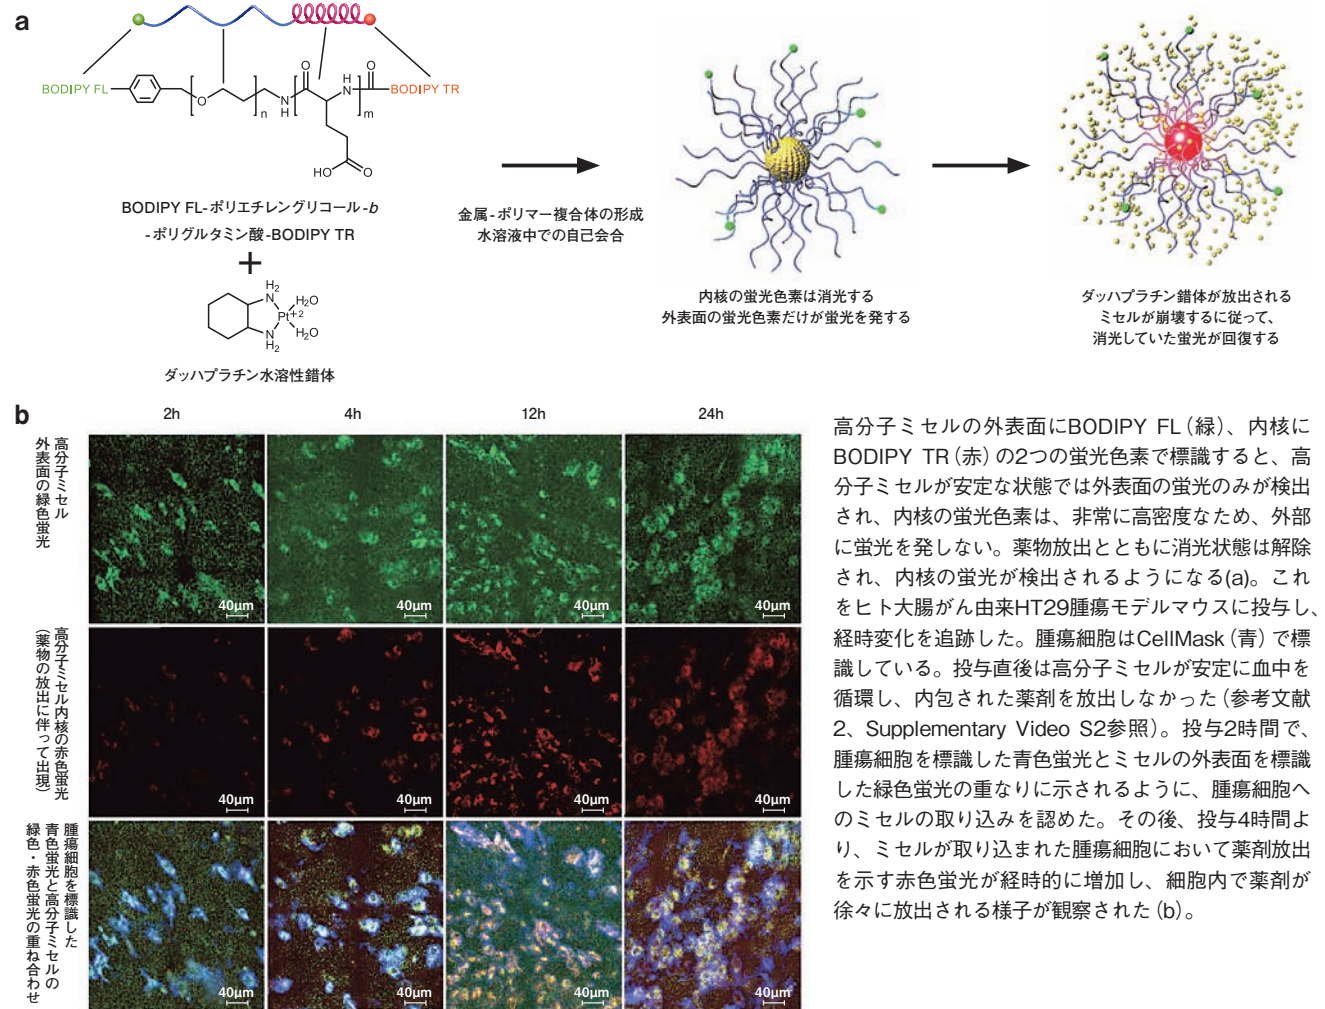 a
BODIPY FL
O
n
N
H
O
H
N
m
O
BODIPY TR
HO
O
BODIPY FL-ポリエチレングリコール-b
-ポリグルタミン酸-BODIPY TR
+
H2
N
H2O
Pt+2
H2O
N
H2
ダッハプラチン水溶性錯体
金属-ポリマー複合体の形成
水溶液中での自己会合
内核の蛍光色素は消光する
外表面の蛍光色素だけが蛍光を発する
ダッハプラチン錯体が放出される
ミセルが崩壊するに従って、
消光していた蛍光が回復する
b
2h
4h
12h
24h
高分子ミセル
外表面の緑色蛍光
40μm
40μm
40μm
40μm
高分子ミセル内核の赤色蛍光
(薬物の放出に伴って出現)
40μm
40μm
40μm
40μm
腫瘍細胞を標識した
青色蛍光と高分子ミセルの
緑色・赤色蛍光の重ね合わせ
40μm
40μm
40μm
40μm
高分子ミセルの外表面にBODIPY FL(緑)、内核に
BODIPY TR(赤)の2つの蛍光色素で標識すると、高
分子ミセルが安定な状態では外表面の蛍光のみが検出
され、内核の蛍光色素は、非常に高密度なため、外部
に蛍光を発しない。薬物放出とともに消光状態は解除
され、内核の蛍光が検出されるようになる(a)。これ
をヒト大腸がん由来HT29腫瘍モデルマウスに投与し、
経時変化を追跡した。腫瘍細胞はCellMask(青)で標
識している。投与直後は高分子ミセルが安定に血中を
循環し、内包された薬剤を放出しなかった(参考文献
2、Supplementary Video S2参照)。投与2時間で、
腫瘍細胞を標識した青色蛍光とミセルの外表面を標識
した緑色蛍光の重なりに示されるように、腫瘍細胞へ
のミセルの取り込みを認めた。その後、投与4時間よ
り、ミセルが取り込まれた腫瘍細胞において薬剤放出
を示す赤色蛍光が経時的に増加し、細胞内で薬剤が
徐々に放出される様子が観察された(b)。